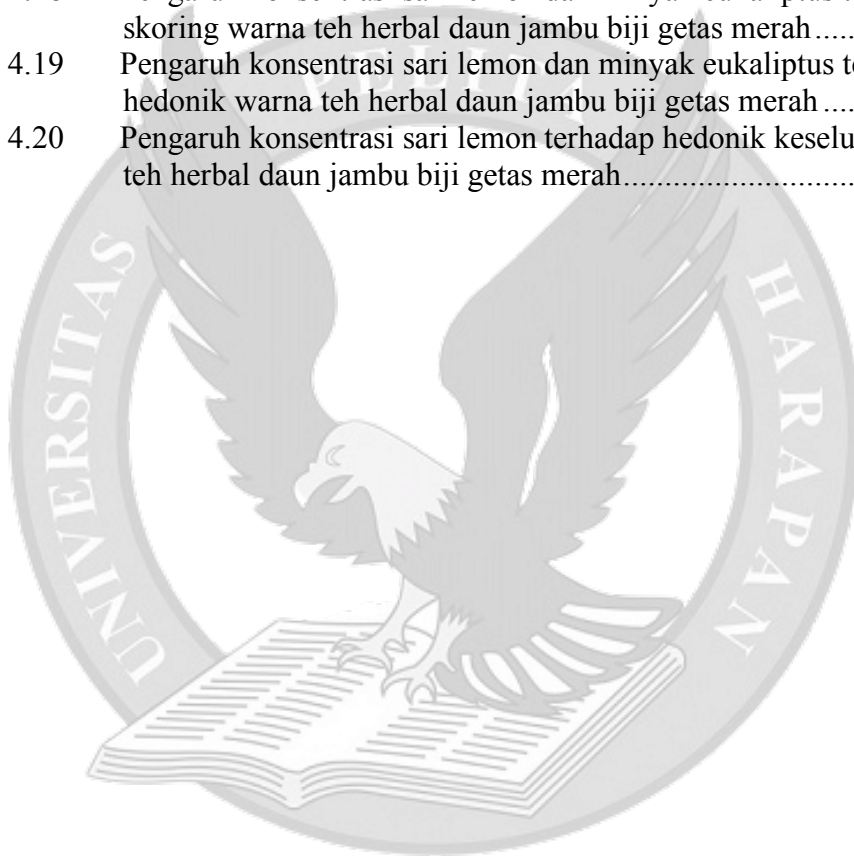 skoring warna teh herbal daun jambu biji getas merah.....
4.19 Pengaruh konsentrasi sari lemon dan minyak eukaliptus
hedonik warna teh herbal daun jambu biji getas merah ....
4.20 Pengaruh konsentrasi sari lemon terhadap hedonik
teh herbal daun jambu biji getas merah..........................
UNIVERSITAS PELITA HARAPAN